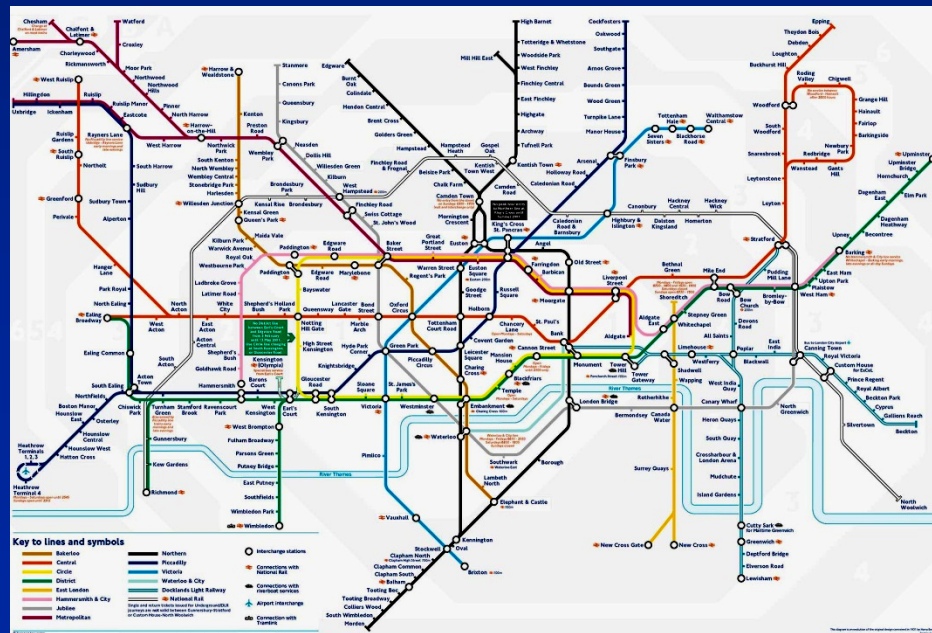 Chesham
Chalfont & Latimer
Amersham
Chorleywood
Rickmansworth
Watford
Croxley
Moor Park
Northwood
Northwood Hills
Pinner
North Harrow
Harrow-on-the-Hill
Northwick Park
Preston Road
Wembley Park
West Ruislip
Hillingdon
Ruislip
Uxbridge
Ickenham
Ruislip Manor
Eastcote
Rayners Lane
West Harrow
Ruislip Gardens
South Ruislip
Northolt
Greenford
Perivale
Hanger Lane
South Harrow
Sudbury Hill
Sudbury Town
Alperton
Park Royal
North Ealing
Ealing Broadway
West Acton
North Acton
East Acton
White City
Ealing Common
South Ealing
Acton Town
Northfields
Boston Manor
Hounslow East
Osterley
Hounslow Central
Hounslow West
Hatton Cross
Heathrow Terminals 1,2,3
Heathrow Terminal 4
Harrow & Wealdstone
Kenton
South Kenton
North Wembley
Wembley Central
Stonebridge Park
Harlesden
Willesden Junction
Kensal Green
Queen's Park
Kilburn Park
Maida Vale
Warwick Avenue
Royal Oak
Westbourne Park
Ladbroke Grove
Latimer Road
Shepherd's Bush
Goldhawk Road
Hammersmith
Acton Central
South Acton
Stanmore
Canons Park
Queensbury
Kingsbury
Neasden
Dollis Hill
Willesden Green
Kilburn
West Hampstead
Finchley Road
Swiss Cottage
St. John's Wood
Brondesbury Park
Kensal Rise
Brondesbury
Finchley Road & Frognal
Hampstead Heath
Gospel Oak
Kentish Town West
Camden Road
Caledonian Road & Barnsbury
Canonbury
Highbury & Islington
Dalston Kingsland
Hackney Central
Homerton
Hackney Wick
Edgware
Burnt Oak
Colindale
Hendon Central
Brent Cross
Golders Green
Hampstead
Belsize Park
Chalk Farm
Camden Town
Mornington Crescent
High Barnet
Totteridge & Whetstone
Woodside Park
Mill Hill East
West Finchley
Finchley Central
East Finchley
Highgate
Archway
Tufnell Park
Kentish Town
Cockfosters
Oakwood
Southgate
Arnos Grove
Bounds Green
Wood Green
Turnpike Lane
Manor House
Finsbury Park
Arsenal
Holloway Road
Caledonian Road
Seven Sisters
Tottenham Hale
Blackhorse Road
Walthamstow Central
Epping
Theydon Bois
Debden
Loughton
Buckhurst Hill
Roding Valley
Chigwell
Grange Hill
Hainault
Fairlop
Barkingside
Newbury Park
Gants Hill
Redbridge
Wanstead
Woodford
South Woodford
Snaresbrook
Leytonstone
Leyton
Stratford
Upminster
Upminster Bridge
Hornchurch
Elm Park
Dagenham East
Dagenham Heathway
Becontree
Upney
Barking
East Ham
Upton Park
Plaistow
West Ham
Bromley-by-Bow
Bow Road
Mile End
Bethnal Green
Pudding Mill Lane
Bow Church
Devons Road
All Saints
Stepney Green
Whitechapel
Shoreditch
Aldgate East
Aldgate
Liverpool Street
Moorgate
Old Street
Angel
King's Cross St. Pancras
Euston
Euston Square
Warren Street
Great Portland Street
Regent's Park
Baker Street
Marylebone
Edgware Road
Edgware Road
Paddington
Paddington
Bayswater
Queensway
Lancaster Gate
Marble Arch
Bond Street
Oxford Circus
Tottenham Court Road
Goodge Street
Russell Square
Holborn
Chancery Lane
St. Paul's
Bank
Farringdon
Barbican
Shepherd's Bush
Holland Park
Notting Hill Gate
High Street Kensington
Kensington (Olympia)
Hyde Park Corner
Knightsbridge
Green Park
Piccadilly Circus
Leicester Square
Covent Garden
Charing Cross
Mansion House
Cannon Street
Blackfriars
Temple
Embankment
Monument
Tower Hill
Tower Gateway
Gloucester Road
South Kensington
Sloane Square
Victoria
St. James's Park
Westminster
Barons Court
West Kensington
Earl's Court
Chiswick Park
Turnham Green
Stamford Brook
Ravenscourt Park
Gunnersbury
Kew Gardens
Richmond
West Brompton
Fulham Broadway
Parsons Green
Putney Bridge
East Putney
Southfields
Wimbledon Park
Wimbledon
Pimlico
Vauxhall
Stockwell
Brixton
Waterloo
Lambeth North
Southwark
London Bridge
Borough
Elephant & Castle
Kennington
Oval
Clapham North
Clapham Common
Clapham South
Balham
Tooting Bec
Tooting Broadway
Colliers Wood
South Wimbledon
Morden
Bermondsey
Canada Water
Rotherhithe
Wapping
Shadwell
Limehouse
Westferry
Poplar
Blackwall
East India
Canning Town
Royal Victoria
Custom House for ExCeL
Prince Regent
Royal Albert
Beckton Park
Cyprus
Gallions Reach
Beckton
Silvertown
North Woolwich
North Greenwich
Canary Wharf
West India Quay
Heron Quays
South Quay
Crossharbour & London Arena
Mudchute
Island Gardens
Cutty Sark for Maritime Greenwich
Greenwich
Deptford Bridge
Elverson Road
Lewisham
Surrey Quays
New Cross Gate
New Cross
River Thames
River Thames
Key to lines and symbols
Bakerloo
Central
Circle
District
East London
Hammersmith & City
Jubilee
Metropolitan
Northern
Piccadilly
Victoria
Waterloo & City
Docklands Light Railway
National Rail
Interchange stations
Connections with National Rail
Connections with riverboat services
Airport interchange
Connection with Tramlink